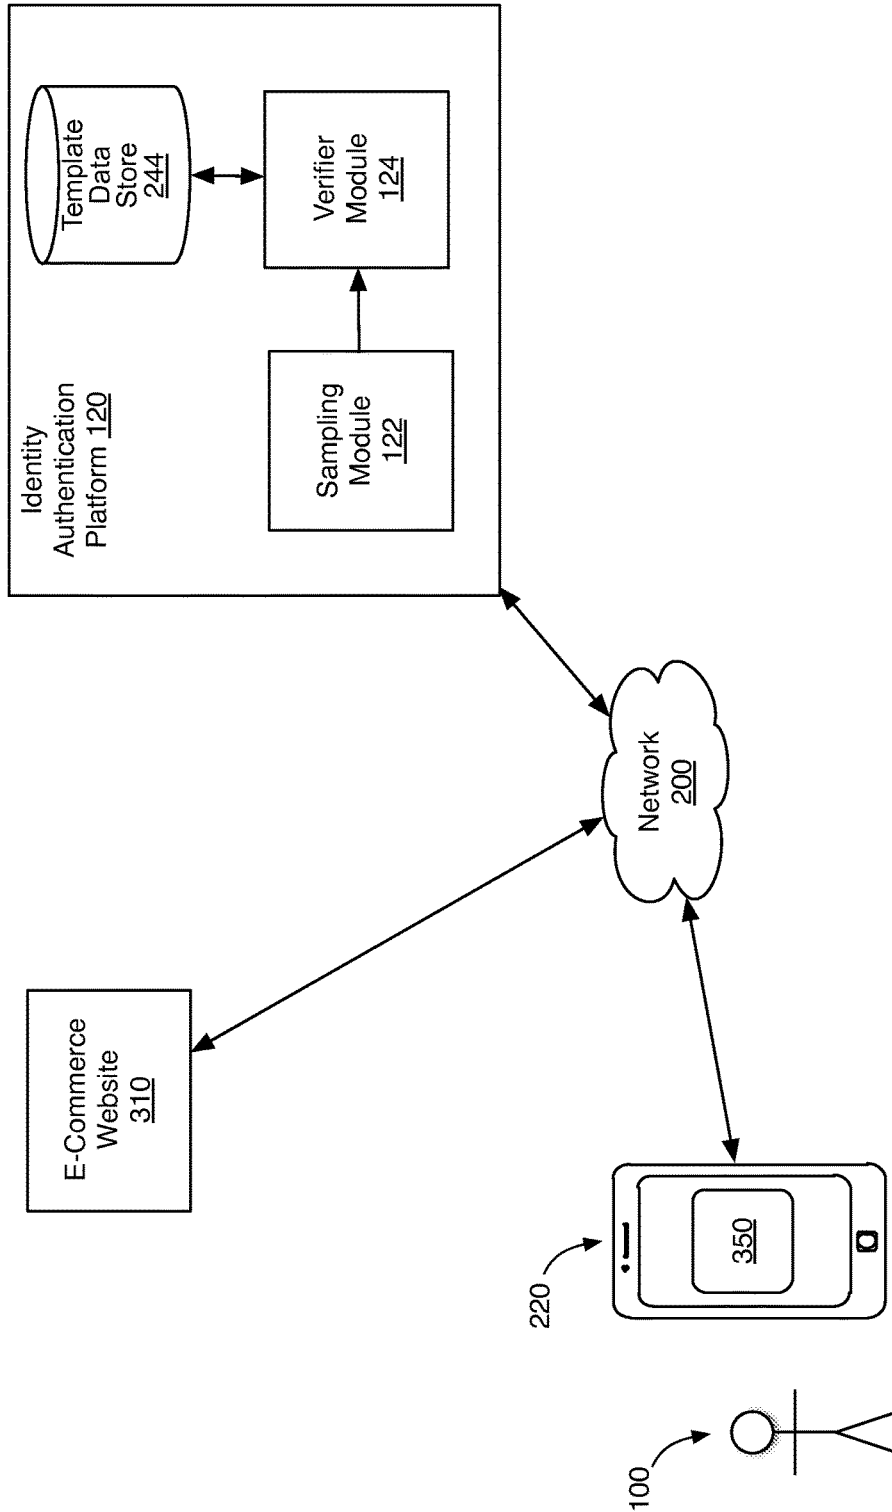 Identity
Authentication
Platform 120
Template
Data
Store
244
Sampling
Module
122
Verifier
Module
124
E-Commerce
Website
310
Network
200
220
350
100